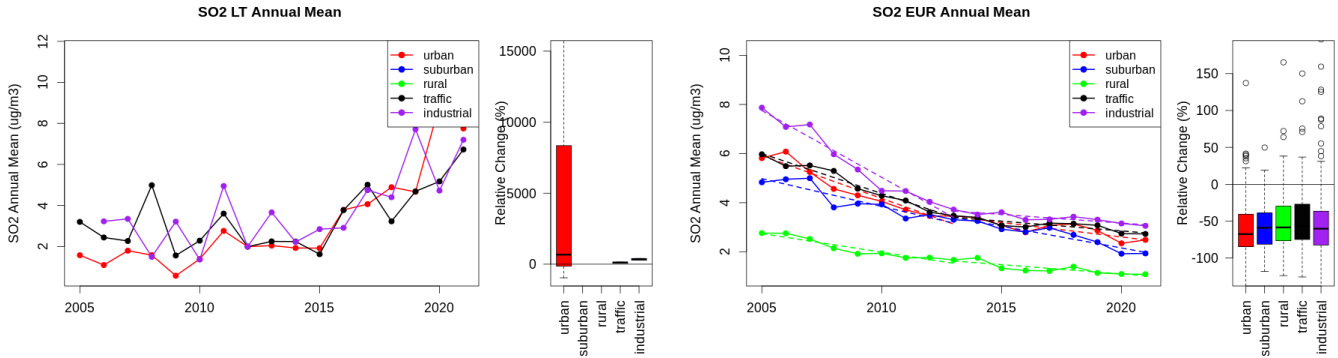 SO2 LT Annual Mean
SO2 Annual Mean (ug/m3)
12
10
8
6
4
2
2005
2010
2015
2020
urban
suburban
rural
traffic
industrial
Relative Change (%)
15000
10000
5000
0
urban
suburban
rural
traffic
industrial
SO2 EUR Annual Mean
SO2 Annual Mean (ug/m3)
10
8
6
4
2
2005
2010
2015
2020
urban
suburban
rural
traffic
industrial
Relative Change (%)
150
100
50
0
-50
-100
urban
suburban
rural
traffic
industrial